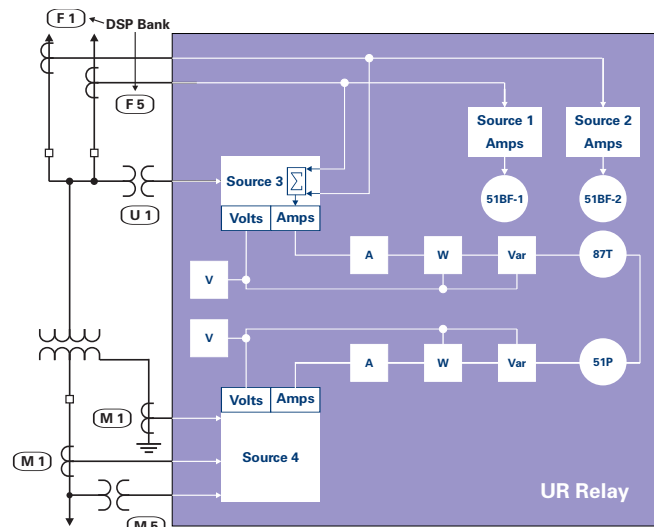 F 1
DSP Bank
F 5
Source 1
Amps
Source 2
Amps
Source 3
Σ
51BF-1
51BF-2
U 1
Volts
Amps
A
W
Var
87T
V
V
A
W
Var
51P
Volts
Amps
M 1
Source 4
M 1
UR Relay
M 5